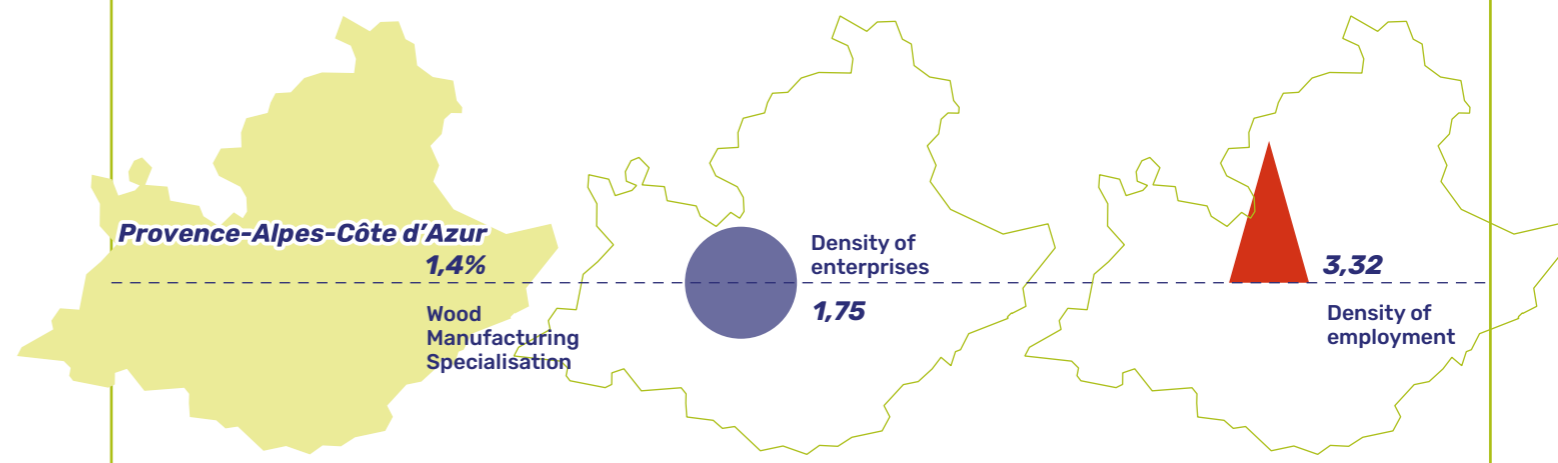 Provence-Alpes-Côte d’Azur
1,4%
Wood
Manufacturing
Specialisation
Density of
enterprises
1,75
3,32
Density of
employment